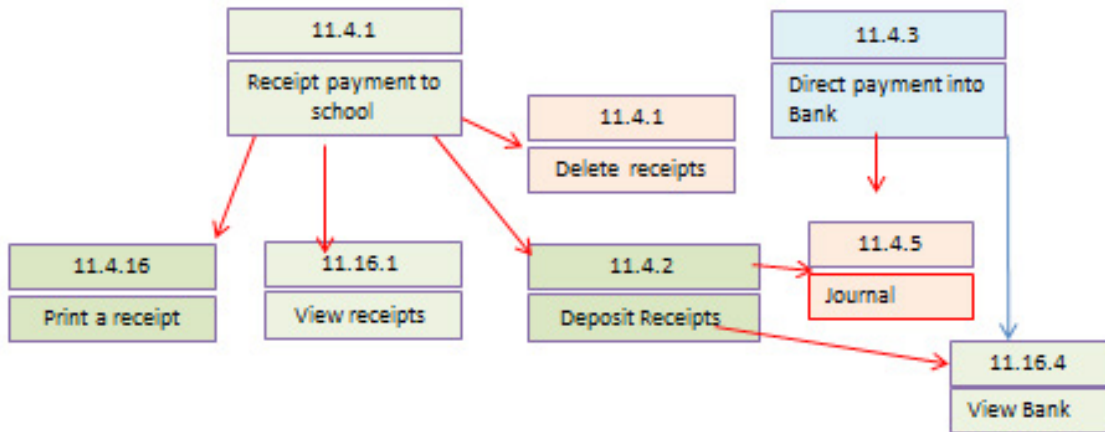 11.4.1
Receipt payment to
school
11.4.3
Direct payment into
Bank
11.4.1
Delete receipts
11.4.16
Print a receipt
11.16.1
View receipts
11.4.2
Deposit Receipts
11.4.5
Journal
11.16.4
View Bank